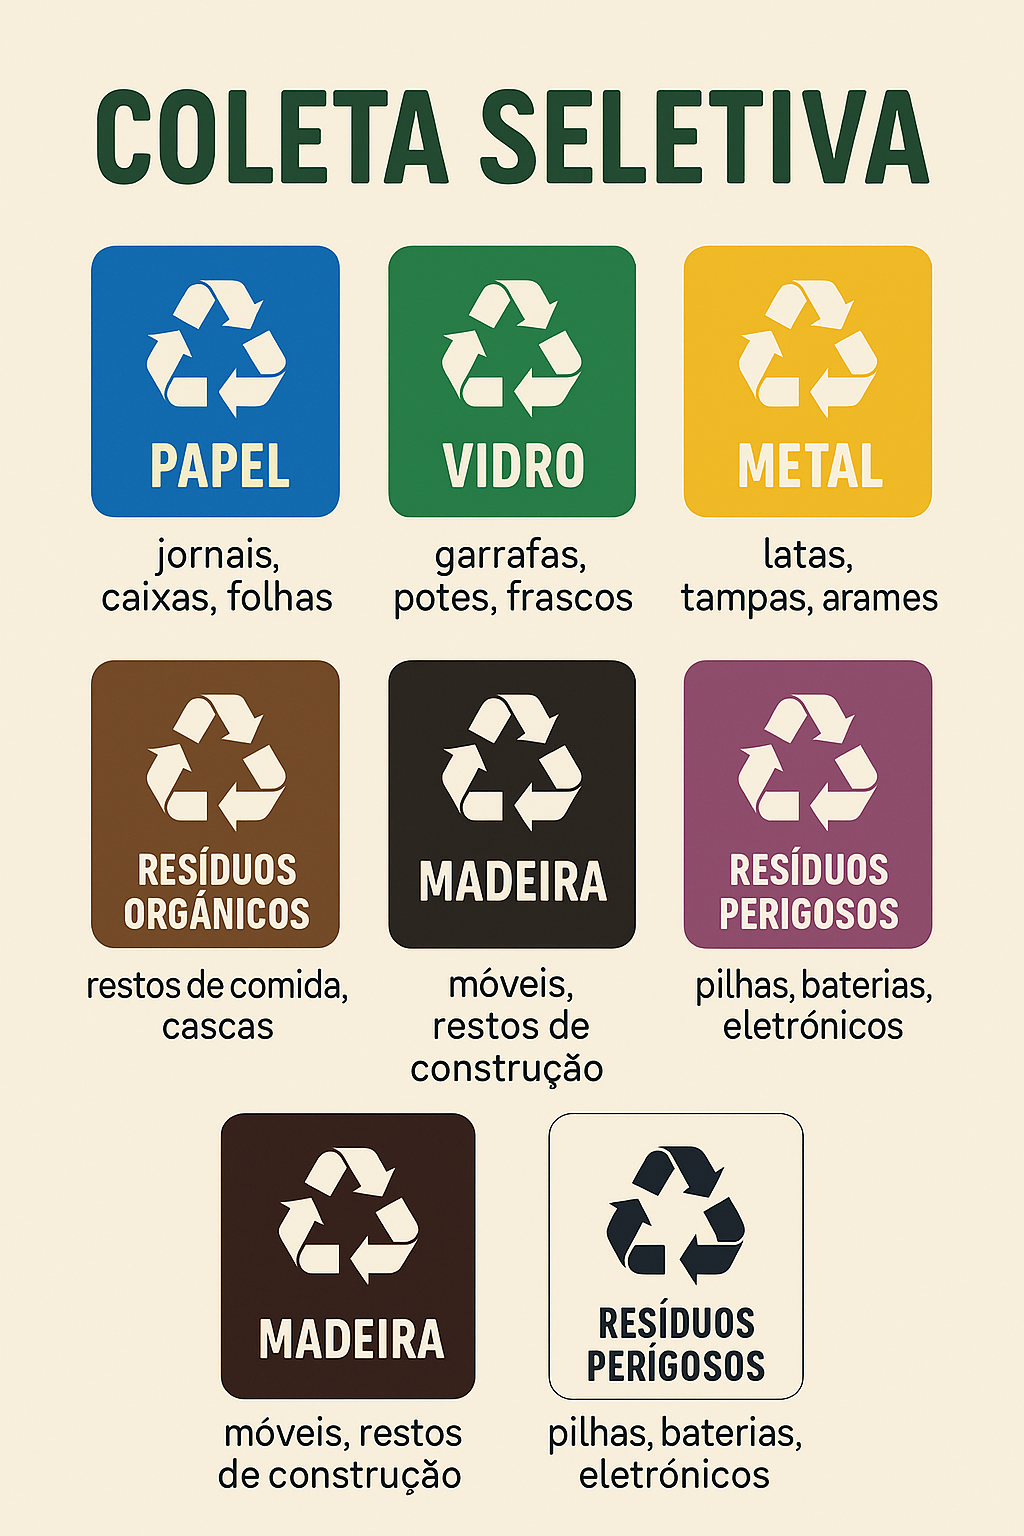 COLETA SELETIVA
PAPEL
VIDRO
METAL
jornais,
caixas, folhas
garrafas,
potes, frascos
latas,
tampas, arames
RESÍDUOS
ORGÁNICOS
MADEIRA
RESÍDUOS
PERIGOSOS
restos de comida,
cascas
móveis,
restos de
construção
pilhas, baterias,
eletrónicos
MADEIRA
RESÍDUOS
PERÍGOSOS
móveis, restos
de construção
pilhas, baterias,
eletrónicos